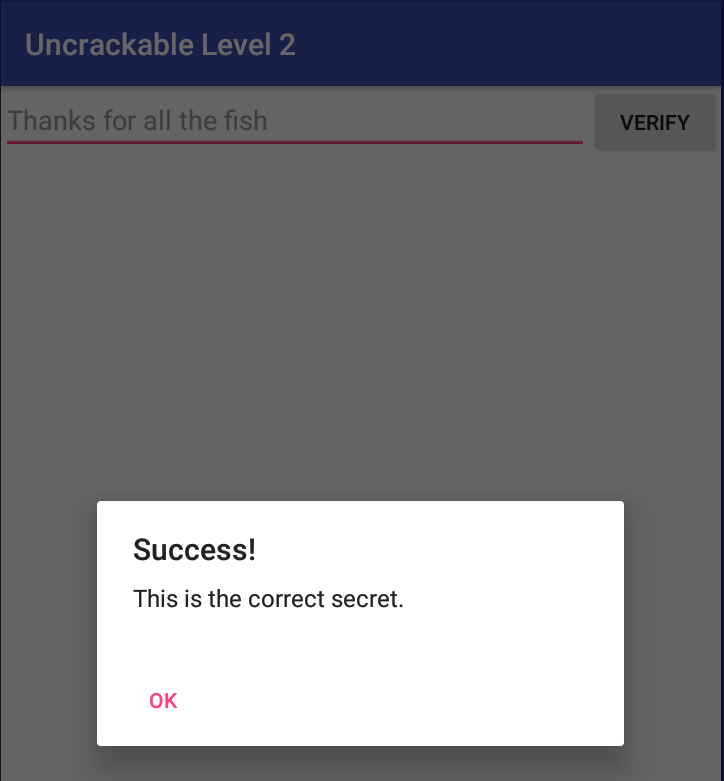 Uncrackable Level 2
Thanks for all the fish
VERIFY
Success!
This is the correct secret.
OK